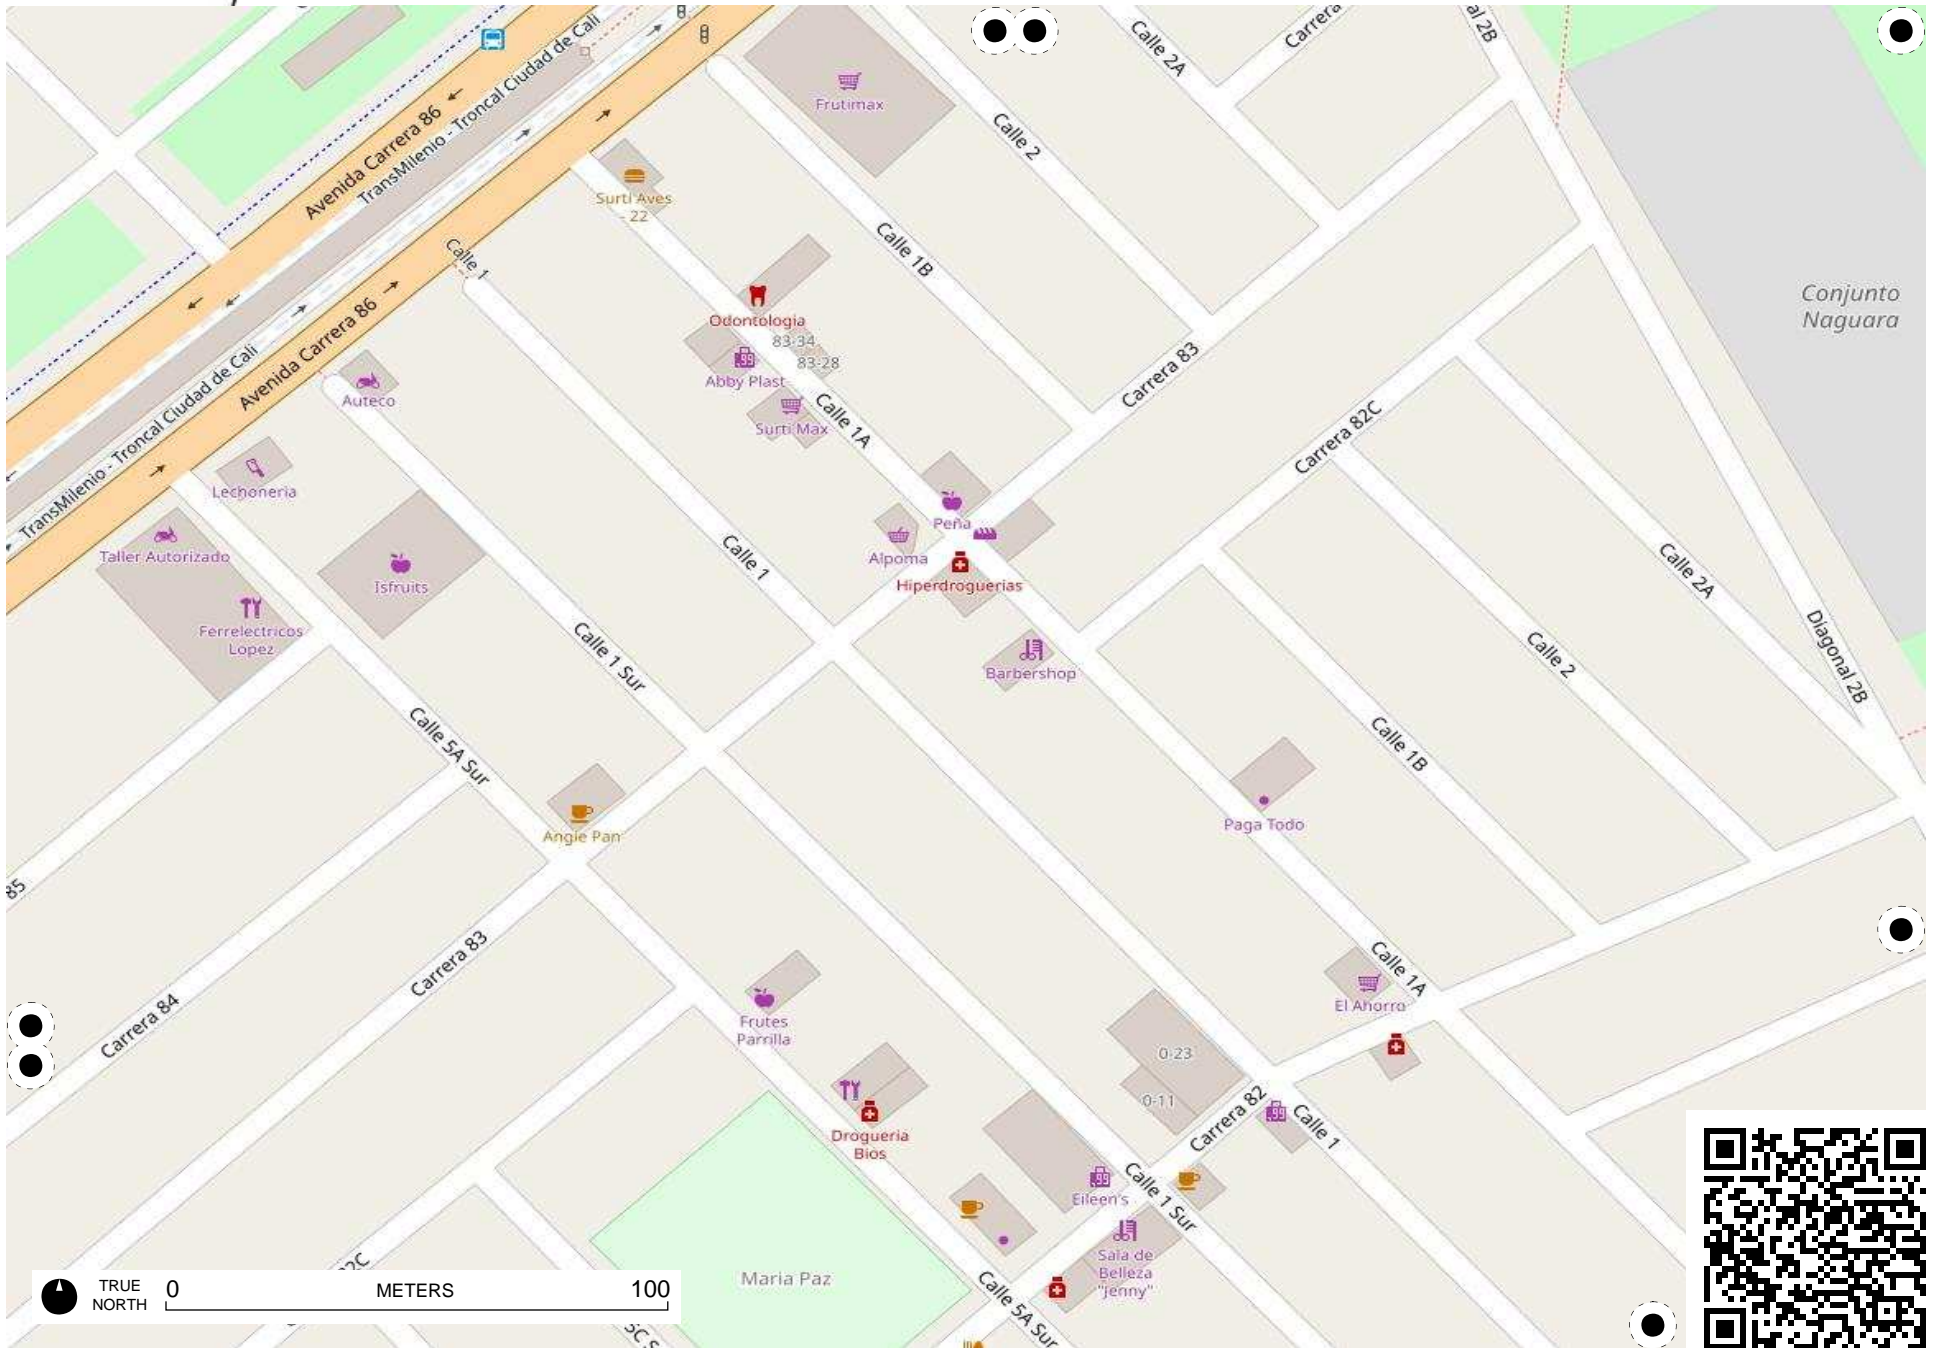 TransMilenio - Troncal Ciudad de Cali
Avenida Carrera 86
Calle 2A
Carrera
al 2B
Frutimax
Calle 2
Surti Aves
- 22
Calle 1B
Calle 1
Conjunto
Naguara
Odontologia
83-34
83-28
Abby Plast
Surti Max
Calle 1A
Carrera 83
Avenida Carrera 86
TransMilenio - Troncal Ciudad de Cali
Auteco
Carrera 82C
Lechoneria
Taller Autorizado
Isfruits
Ferrelectricos
Lopez
Calle 1
Peña
Alpoma
Hiperdroguerias
Barbershop
Calle 2A
Calle 2
Diagonal 2B
Calle 1 Sur
Calle 5A Sur
Calle 1B
Angie Pan
Paga Todo
85
Carrera 83
Carrera 84
Calle 1A
El Ahorro
Frutes
Parrilla
0-23
0-11
Drogueria
Bios
Carrera 82
Calle 1
Calle 1 Sur
Eileen's
Sala de
Belleza
"Jenny"
Maria Paz
Calle 5A Sur
2C
5C S
TRUE
NORTH
0 METERS 100